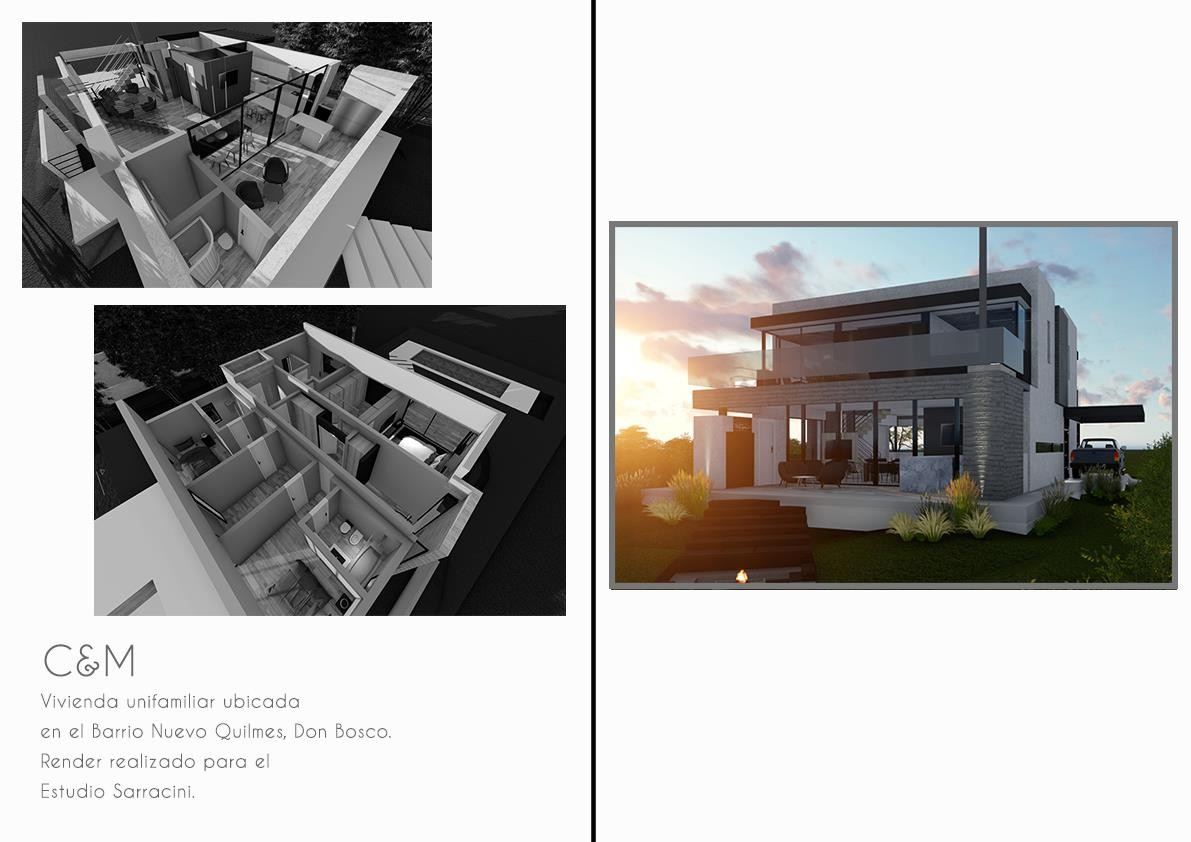 C&M
Vivienda unifamiliar ubicada
en el Barrio Nuevo Quilmes, Don Bosco.
Render realizado para el
Estudio Sarracini.